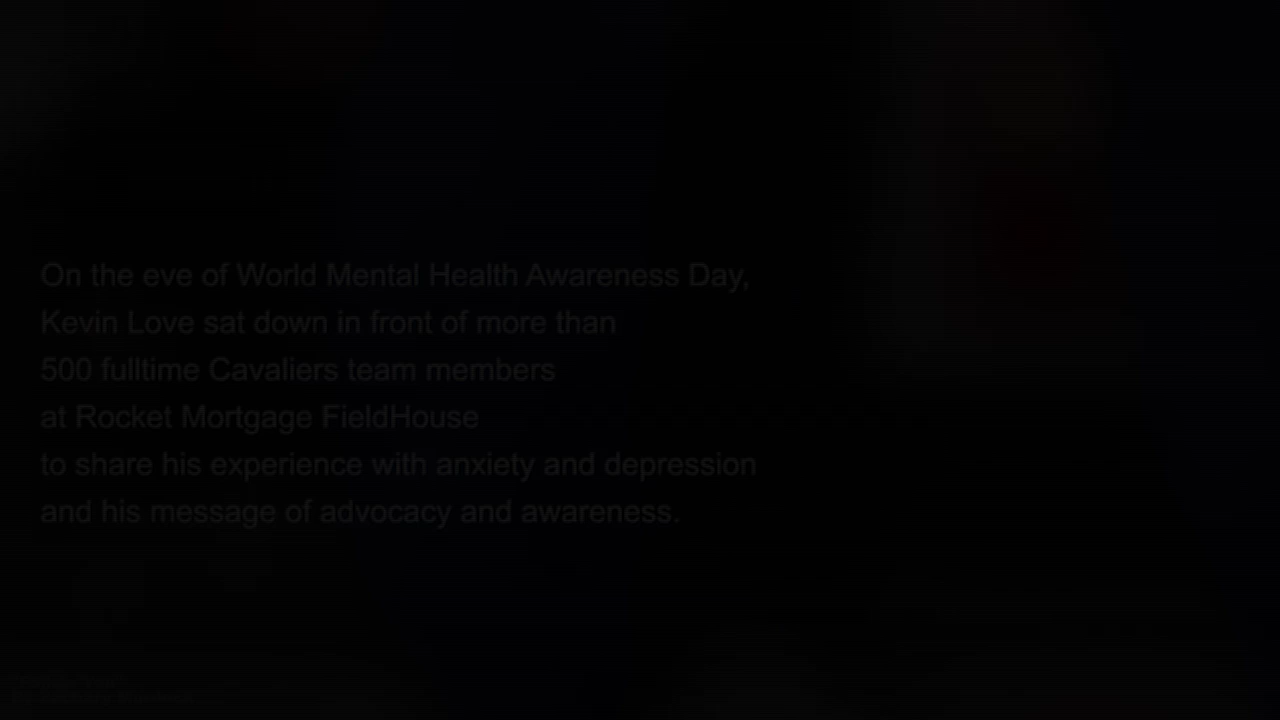 On the eve of World Mental Health Awareness Day,
Kevin Love sat down in front of more than
500 fulltime Cavaliers team members
at Rocket Mortgage FieldHouse
to share his experience with anxiety and depression
and his message of advocacy and awareness.